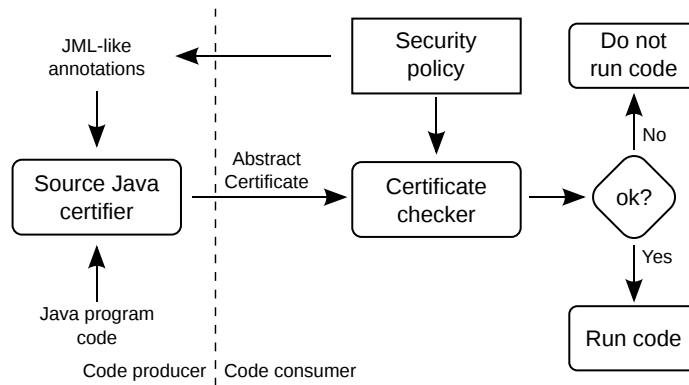 JML-like
annotations
Security
policy
Do not
run code
No
Abstract
Certificate
Source Java
certifier
Certificate
checker
ok?
Yes
Java program
code
Run code
Code producer
Code consumer